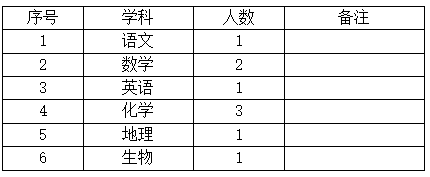 序号 学科 人数 备注
1 语文 1
2 数学 2
3 英语 1
4 化学 3
5 地理 1
6 生物 1